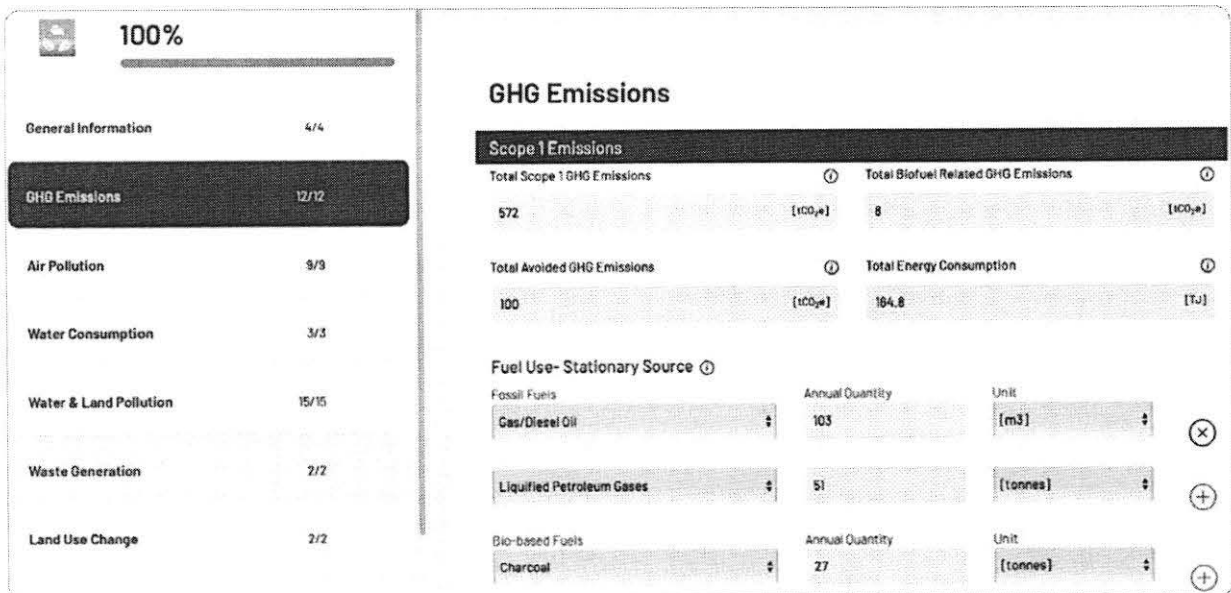 100%
General Information 4/4
GHG Emissions 12/12
Air Pollution 9/9
Water Consumption 3/3
Water & Land Pollution 15/15
Waste Generation 2/2
Land Use Change 2/2
GHG Emissions
Scope 1 Emissions
Total Scope 1 GHG Emissions Total Biofuel Related GHG Emissions
572 [tCO₂e] 8 [tCO₂e]
Total Avoided GHG Emissions Total Energy Consumption
100 [tCO₂e] 164.8 [TJ]
Fuel Use- Stationary Source
Fossil Fuels Annual Quantity Unit
Gas/Diesel Oil 103 [m3]
Liquified Petroleum Gases 51 [tonnes]
Bio-based Fuels Annual Quantity Unit
Charcoal 27 [tonnes]